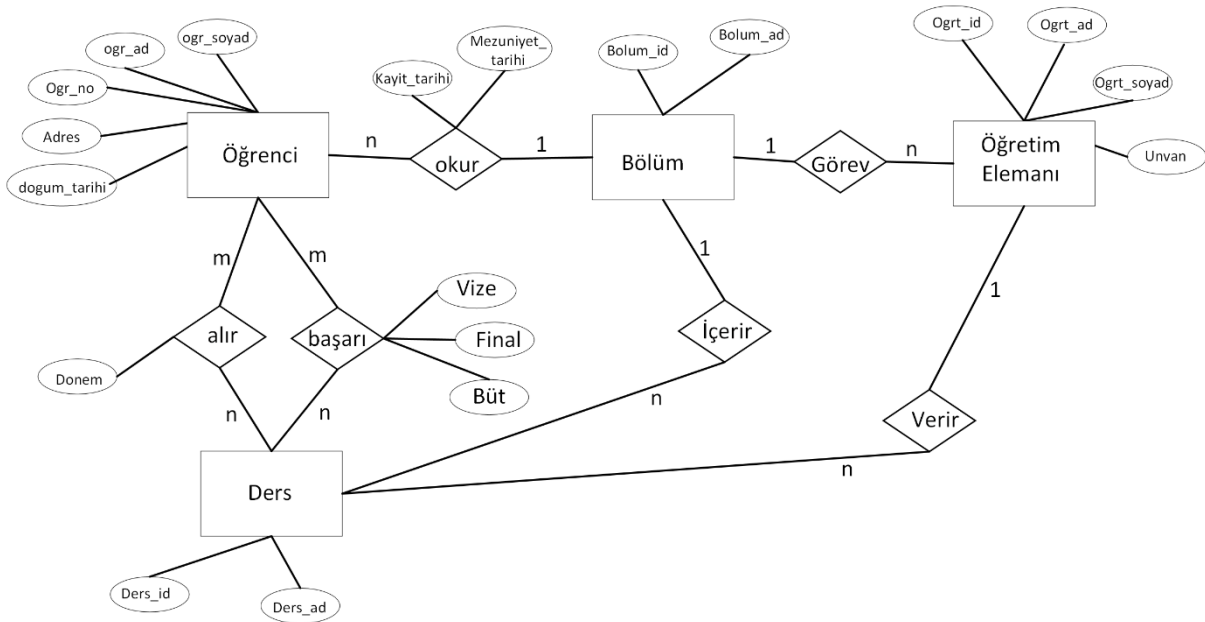 ogr_soyad
ogr_ad
Ogr_no
Adres
dogum_tarihi
Öğrenci
n
Kayit_tarihi
Mezuniyet_
tarihi
okur
1
Bolum_id
Bolum_ad
Bölüm
1
Görev
n
Ogrt_id
Ogrt_ad
Ogrt_soyad
Unvan
Öğretim
Elemanı
m
m
alır
başarı
Donem
Vize
Final
Büt
n
n
1
İçerir
n
1
Verir
n
Ders
Ders_id
Ders_ad